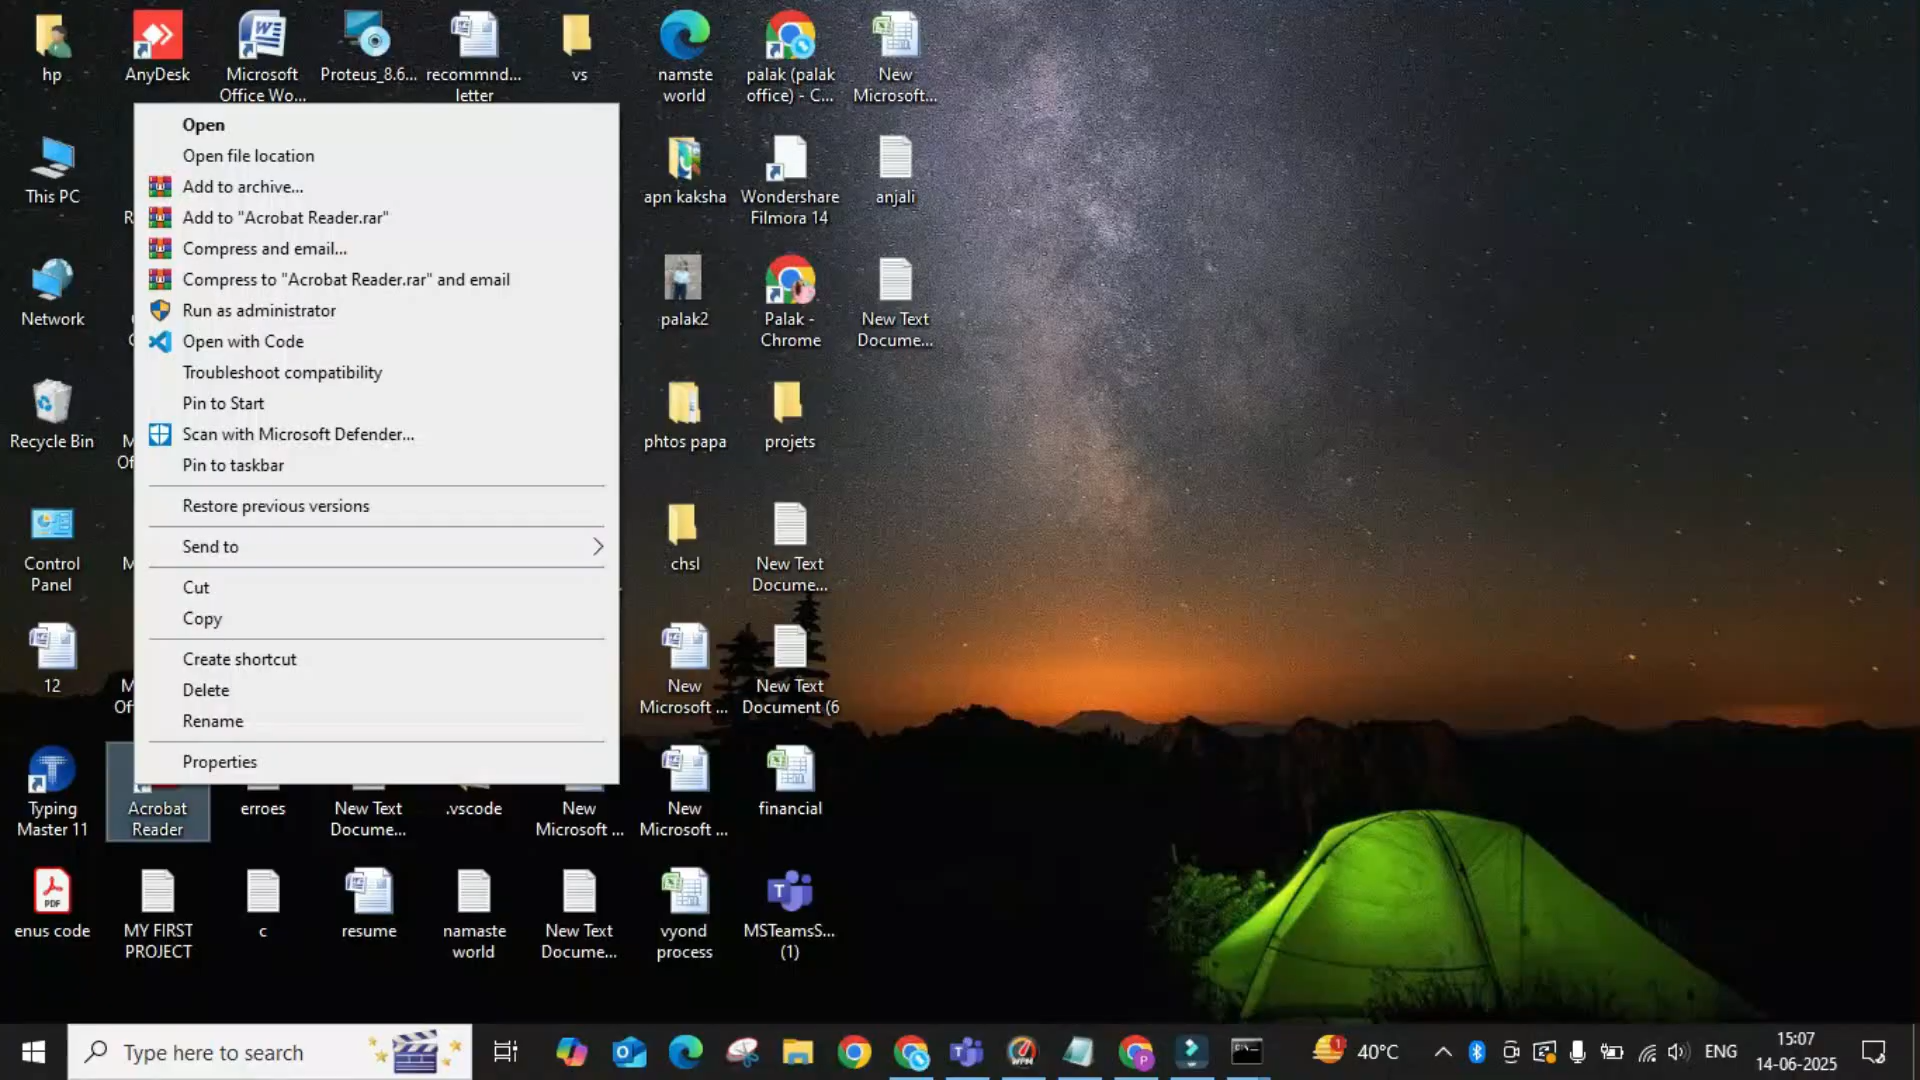 hp
AnyDesk
Microsoft
Office Wo...
Proteus_8.6...
recommnd...
letter
vs
namste
world
palak (palak
office) - C...
New
Microsoft...
Open
Open file location
Add to archive...
Add to "Acrobat Reader.rar"
Compress and email...
Compress to "Acrobat Reader.rar" and email
Run as administrator
Open with Code
Troubleshoot compatibility
Pin to Start
Scan with Microsoft Defender...
Pin to taskbar
Restore previous versions
Send to
Cut
Copy
Create shortcut
Delete
Rename
Properties
This PC
R
apn kaksha
Wondershare
Filmora 14
anjali
Network
palak2
Palak -
Chrome
New Text
Docume...
Recycle Bin
M
Of
phtos papa
projets
Control
Panel
M
chsl
New Text
Docume...
12
M
Of
New
Microsoft ...
New Text
Document (6
Typing
Master 11
Acrobat
Reader
erroes
New Text
Docume...
.vscode
New
Microsoft ...
New
Microsoft ...
financial
PDF
enus code
MY FIRST
PROJECT
c
resume
namaste
world
New Text
Docume...
vyond
process
MSTeamsS...
(1)
Type here to search
40°C
ENG
15:07
14-06-2025